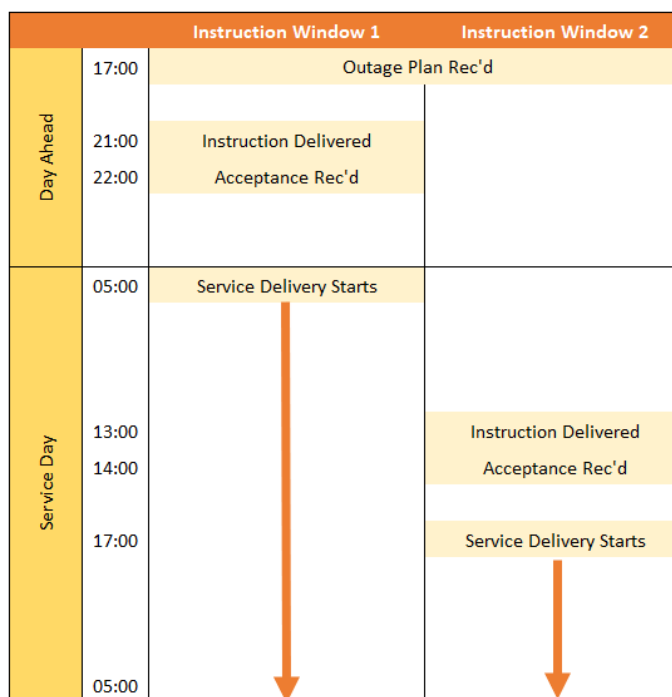 Instruction Window 1 Instruction Window 2
Day Ahead
17:00 Outage Plan Rec'd
21:00 Instruction Delivered
22:00 Acceptance Rec'd
Service Day
05:00 Service Delivery Starts
13:00 Instruction Delivered
14:00 Acceptance Rec'd
17:00 Service Delivery Starts
05:00